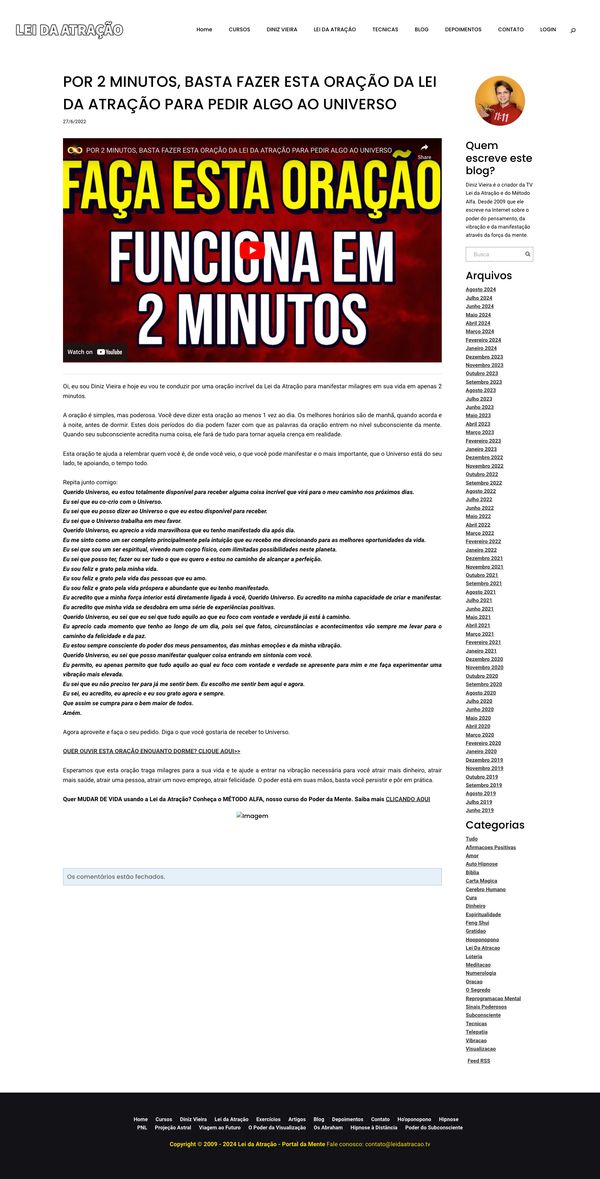 LEI DA ATRAÇÃO
Home CURSOS DINIZ VIEIRA LEI DA ATRAÇÃO TECNICAS BLOG DEPOIMENTOS CONTATO LOGIN
POR 2 MINUTOS, BASTA FAZER ESTA ORAÇÃO DA LEI
DA ATRAÇÃO PARA PEDIR ALGO AO UNIVERSO
27/6/2022
POR 2 MINUTOS, BASTA FAZER ESTA ORAÇÃO DA LEI DA ATRAÇÃO PARA PEDIR ALGO AO UNIVERSO
Share
FAÇA ESTA ORAÇÃO
FUNCIONA EM
2 MINUTOS
Watch on YouTube
Oi, eu sou Diniz Vieira e hoje eu vou te conduzir por uma oração incrível da Lei da Atração para manifestar milagres em sua vida em apenas 2
minutos.
A oração é simples, mas poderosa. Você deve dizer esta oração ao menos 1 vez ao dia. Os melhores horários são de manhã, quando acorda e
à noite, antes de dormir. Estes dois períodos do dia podem fazer com que as palavras da oração entrem no nível subconsciente da mente.
Quando seu subconsciente acredita numa coisa, ele fará de tudo para tornar aquela crença em realidade.
Esta oração te ajuda a relembrar quem você é, de onde você veio, o que você pode manifestar e o mais importante, que o Universo está do seu
lado, te apoiando, o tempo todo.
Repita junto comigo:
Querido Universo, eu estou totalmente disponível para receber alguma coisa incrível que virá para o meu caminho nos próximos dias.
Eu sei que eu co-crio com o Universo.
Eu sei que eu posso dizer ao Universo o que eu estou disponível para receber.
Eu sei que o Universo trabalha em meu favor.
Querido Universo, eu aprecio a vida maravilhosa que eu tenho manifestado dia após dia.
Eu me sinto como um ser completo principalmente pela intuição que eu recebo me direcionando para as melhores oportunidades da vida.
Eu sei que sou um ser espiritual, vivendo num corpo físico, com ilimitadas possibilidades neste planeta.
Eu sei que posso ter, fazer ou ser tudo o que eu quero e estou no caminho de alcançar a perfeição.
Eu sou feliz e grato pela minha vida.
Eu sou feliz e grato pela vida das pessoas que eu amo.
Eu sou feliz e grato pela vida próspera e abundante que eu tenho manifestado.
Eu acredito que a minha força interior está diretamente ligada à você, Querido Universo. Eu acredito na minha capacidade de criar e manifestar.
Eu acredito que minha vida se desdobra em uma série de experiências positivas.
Querido Universo, eu sei que eu sei que tudo aquilo ao que eu foco com vontade e verdade já está à caminho.
Eu aprecio cada momento que tenho ao longo de um dia, pois sei que fatos, circunstâncias e acontecimentos vão sempre me levar para o
caminho da felicidade e da paz.
Eu estou sempre consciente do poder dos meus pensamentos, das minhas emoções e da minha vibração.
Querido Universo, eu sei que posso manifestar qualquer coisa entrando em sintonia com você.
Eu permito, eu apenas permito que tudo aquilo ao qual eu foco com vontade e verdade se apresente para mim e me faça experimentar uma
vibração mais elevada.
Eu sei que eu não preciso ter para já me sentir bem. Eu escolho me sentir bem aqui e agora.
Eu sei, eu acredito, eu aprecio e eu sou grato agora e sempre.
Que assim se cumpra para o bem maior de todos.
Amém.
Agora aproveite e faça o seu pedido. Diga o que você gostaria de receber to Universo.
QUER OUVIR ESTA ORAÇÃO ENQUANTO DORME? CLIQUE AQUI>>
Esperamos que esta oração traga milagres para a sua vida e te ajude a entrar na vibração necessária para você atrair mais dinheiro, atrair
mais saúde, atrair uma pessoa, atrair um novo emprego, atrair felicidade. O poder está em suas mãos, basta você persistir e pôr em prática.
Quer MUDAR DE VIDA usando a Lei da Atração? Conheça o MÉTODO ALFA, nosso curso do Poder da Mente. Saiba mais CLICANDO AQUI
Imagem
Os comentários estão fechados.
11:11
Quem
escreve este
blog?
Diniz Vieira é o criador da TV
Lei da Atração e do Método
Alfa. Desde 2009 que ele
escreve na Internet sobre o
poder do pensamento, da
vibração e da manifestação
através da força da mente.
Busca
Arquivos
Agosto 2024
Julho 2024
Junho 2024
Maio 2024
Abril 2024
Março 2024
Fevereiro 2024
Janeiro 2024
Dezembro 2023
Novembro 2023
Outubro 2023
Setembro 2023
Agosto 2023
Julho 2023
Junho 2023
Maio 2023
Abril 2023
Março 2023
Fevereiro 2023
Janeiro 2023
Dezembro 2022
Novembro 2022
Outubro 2022
Setembro 2022
Agosto 2022
Julho 2022
Junho 2022
Maio 2022
Abril 2022
Março 2022
Fevereiro 2022
Janeiro 2022
Dezembro 2021
Novembro 2021
Outubro 2021
Setembro 2021
Agosto 2021
Julho 2021
Junho 2021
Maio 2021
Abril 2021
Março 2021
Fevereiro 2021
Janeiro 2021
Dezembro 2020
Novembro 2020
Outubro 2020
Setembro 2020
Agosto 2020
Julho 2020
Junho 2020
Maio 2020
Abril 2020
Março 2020
Fevereiro 2020
Janeiro 2020
Dezembro 2019
Novembro 2019
Outubro 2019
Setembro 2019
Agosto 2019
Julho 2019
Junho 2019
Categorias
Tudo
Afirmacoes Positivas
Amor
Auto Hipnose
Biblia
Carta Magica
Cerebro Humano
Cura
Dinheiro
Espiritualidade
Feng Shui
Gratidao
Hooponopono
Lei Da Atracao
Loteria
Meditacao
Numerologia
Oracao
O Segredo
Reprogramacao Mental
Sinais Poderosos
Subconsciente
Tecnicas
Telepatia
Vibracao
Visualizacao
Feed RSS
Home Cursos Diniz Vieira Lei da Atração Exercícios Artigos Blog Depoimentos Contato Ho'oponopono Hipnose
PNL Projeção Astral Viagem ao Futuro O Poder da Visualização Os Abraham Hipnose à Distância Poder do Subconsciente
Copyright © 2009 - 2024 Lei da Atração - Portal da Mente Fale conosco: contato@leidaatracao.tv